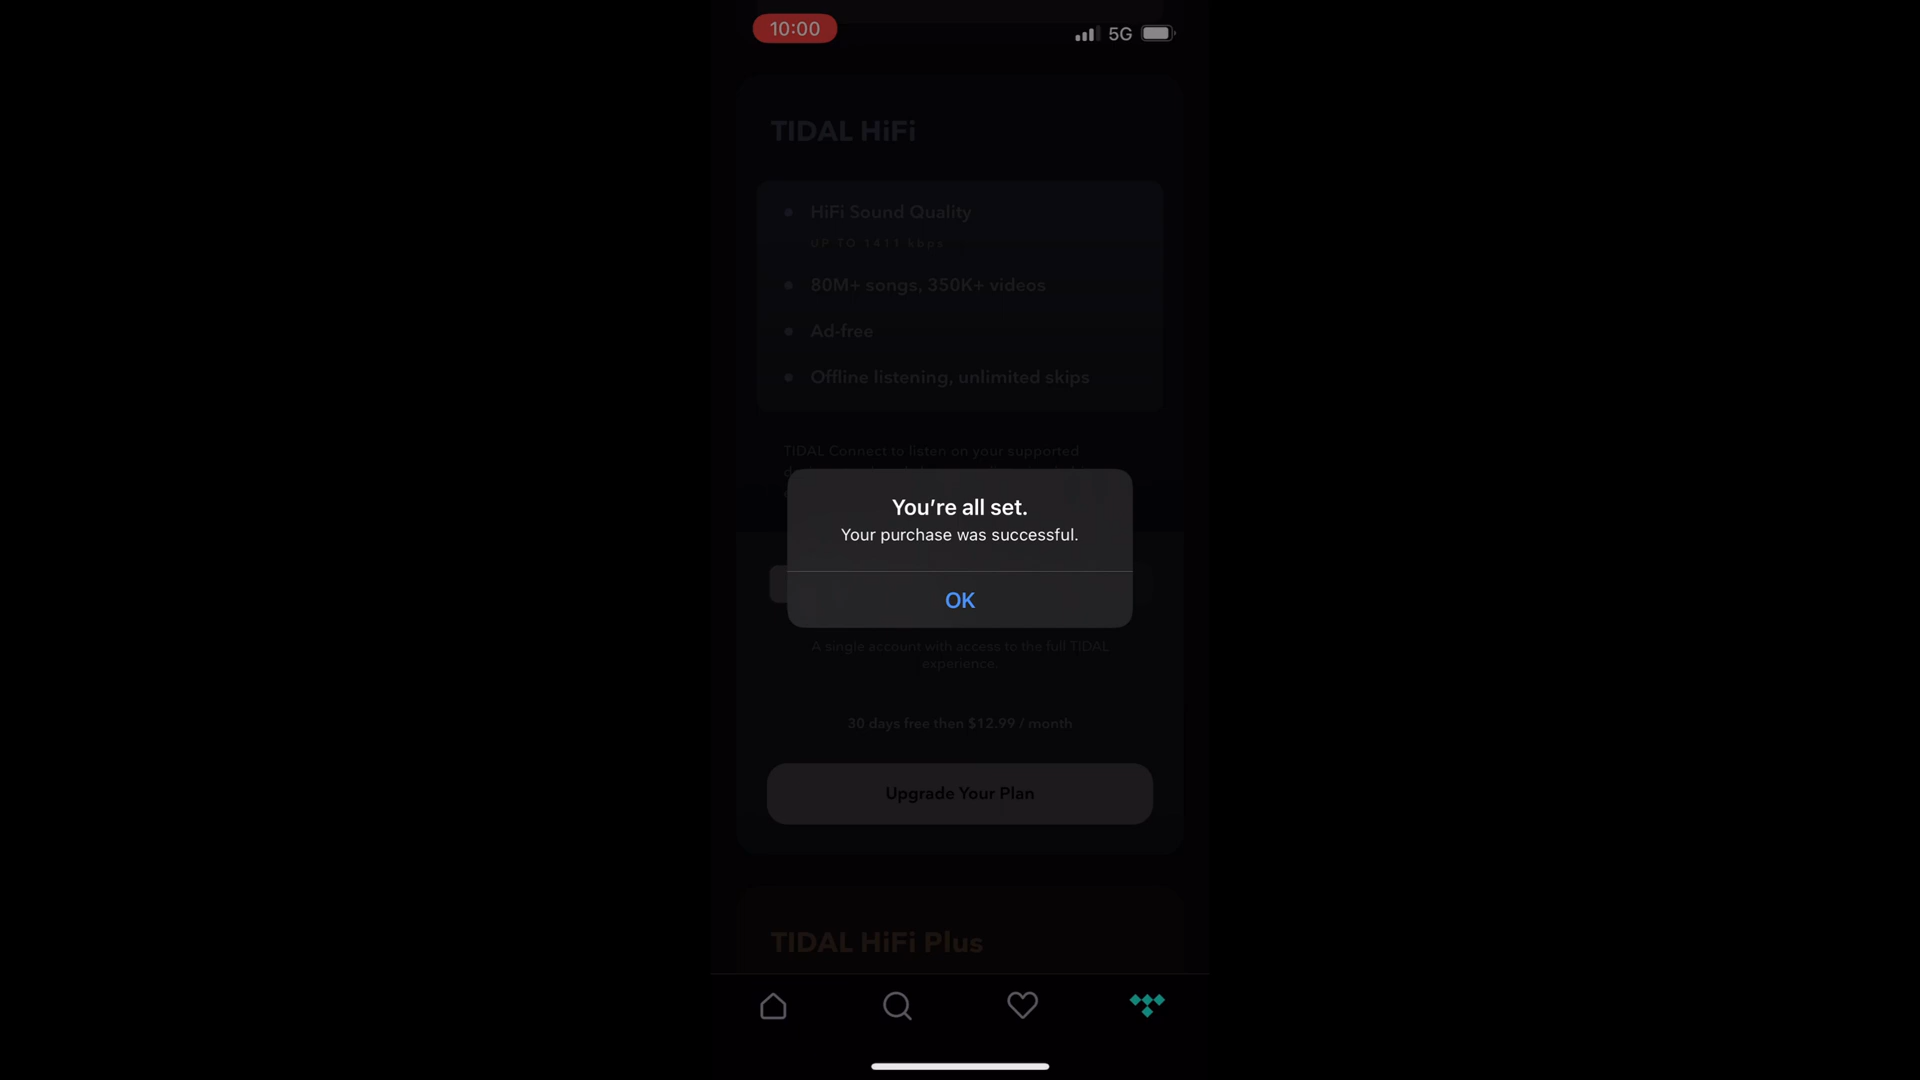 10:00
5G
TIDAL HiFi
HiFi Sound Quality
UP TO 1411 kbps
80M+ songs, 350K+ videos
Ad-free
Offline listening, unlimited skips
TIDAL Connect to listen on your supported
You're all set.
Your purchase was successful.
OK
A single account with access to the full TIDAL
experience.
30 days free then $12.99 / month
Upgrade Your Plan
TIDAL HiFi Plus